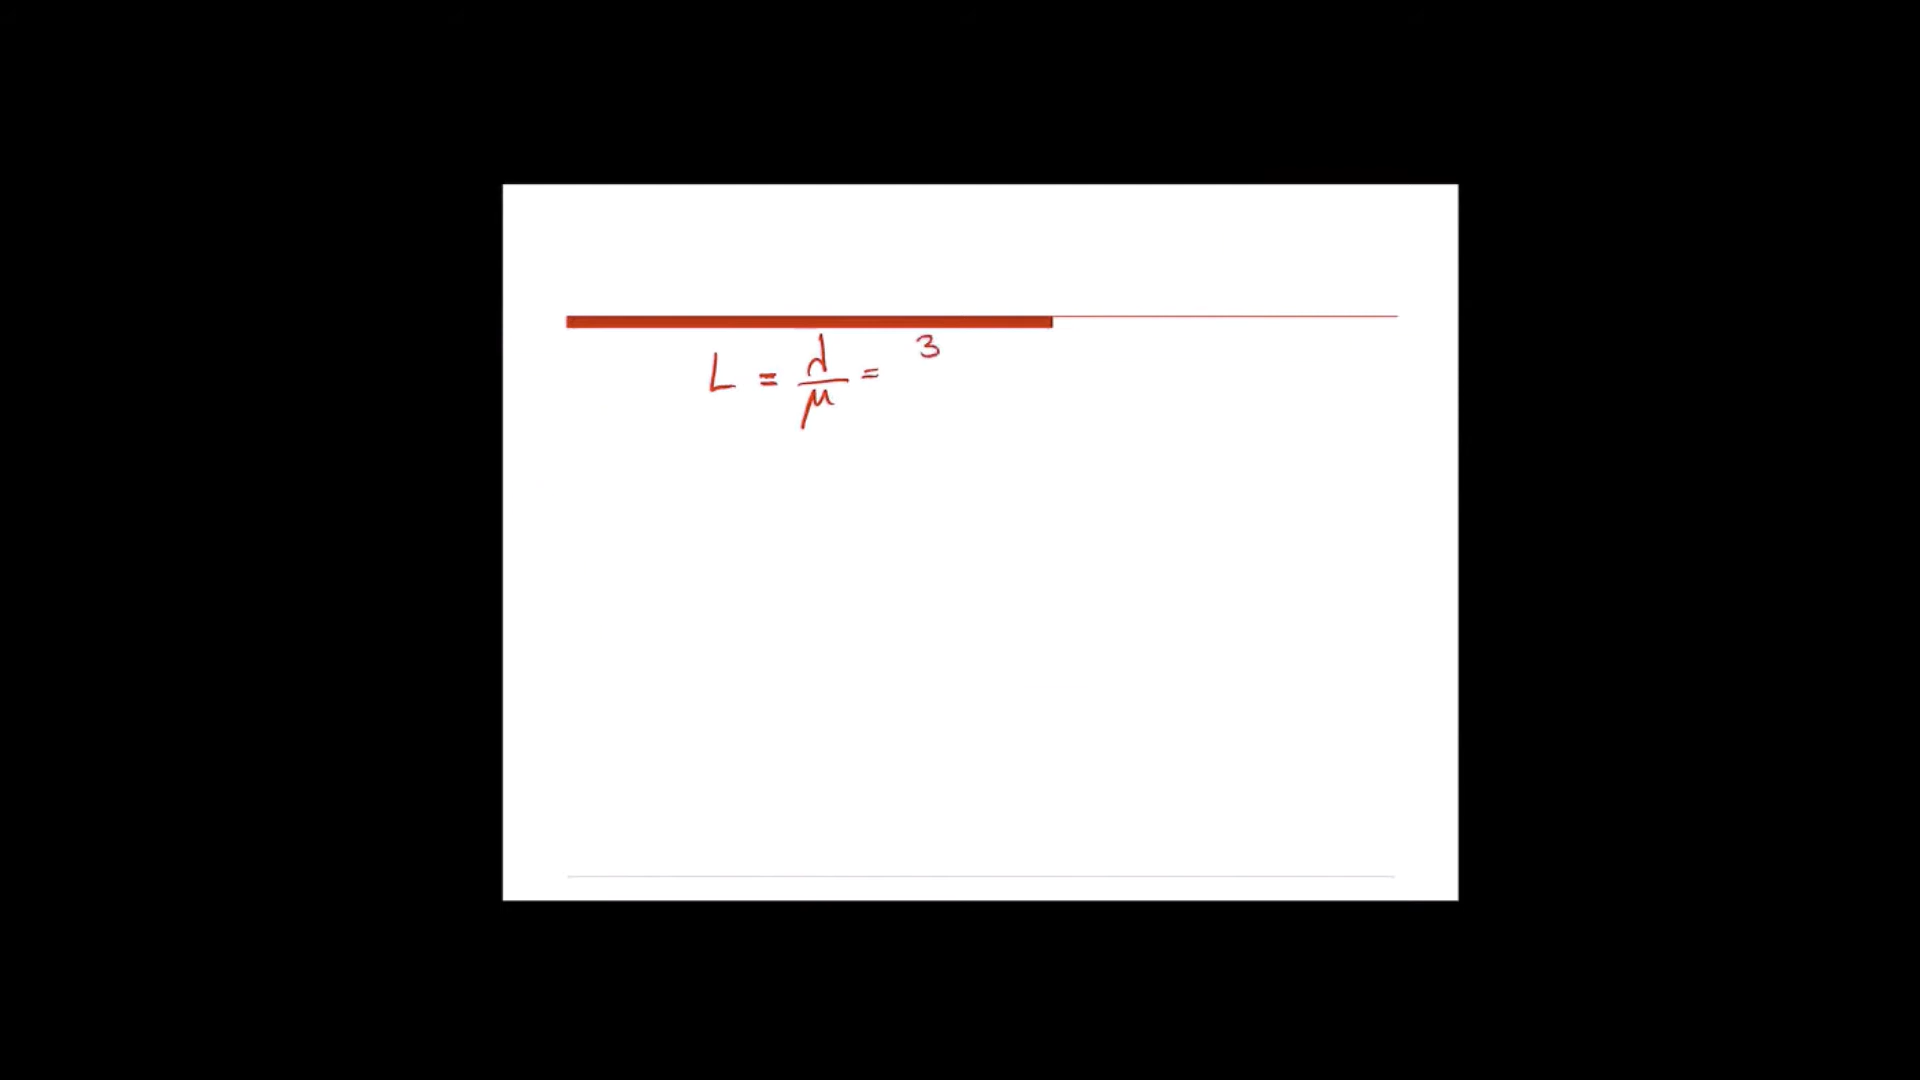 L = λ/μ = 3